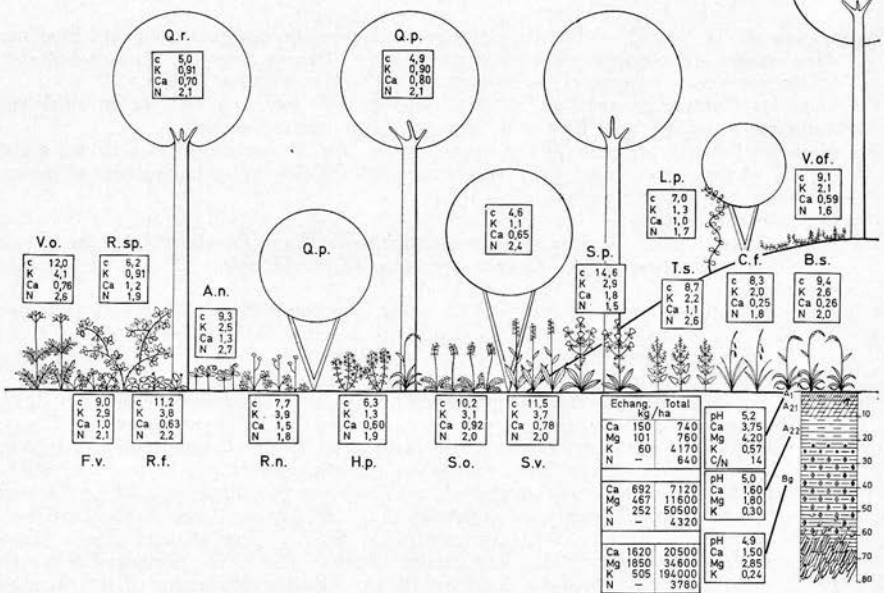 Q.r.
c 5,0
K 0,91
Ca 0,70
N 2,1
Q.p.
c 4,9
K 0,90
Ca 0,80
N 2,1
V.o.
c 12,0
K 4,1
Ca 0,76
N 2,6
R.sp.
c 6,2
K 0,91
Ca 1,2
N 1,9
A.n.
c 9,3
K 2,5
Ca 1,3
N 2,7
Q.p.
c 4,6
K 1,1
Ca 0,65
N 2,4
S.p.
c 14,6
K 2,9
Ca 1,8
N 1,5
L.p.
c 7,0
K 1,3
Ca 1,0
N 1,7
V.of.
c 9,1
K 2,1
Ca 0,59
N 1,6
T.s.
c 8,7
K 2,2
Ca 1,1
N 2,6
C.f.
c 8,3
K 2,0
Ca 0,25
N 1,8
B.s.
c 9,4
K 2,6
Ca 0,26
N 2,0
c 9,0
K 2,9
Ca 1,0
N 2,1
F.v.
c 11,2
K 3,8
Ca 0,63
N 2,2
R.f.
c 7,7
K 3,9
Ca 1,5
N 1,8
R.n.
c 6,3
K 1,3
Ca 0,60
N 1,9
H.p.
c 10,2
K 3,1
Ca 0,92
N 2,0
S.o.
c 11,5
K 3,7
Ca 0,78
N 2,0
S.v.
Echang. Total
kg/ha
Ca 150 740
Mg 101 760
K 60 4170
N – 640
Ca 692 7120
Mg 467 11600
K 252 50500
N – 4320
Ca 1620 20500
Mg 1850 34600
K 505 194000
N – 3780
pH 5,2
Ca 3,75
Mg 4,20
K 0,57
C/N 14
pH 5,0
Ca 1,60
Mg 1,80
K 0,30
pH 4,9
Ca 1,50
Mg 2,85
K 0,24
A1
A21
A22
Bg
0
10
20
30
40
50
60
70
80